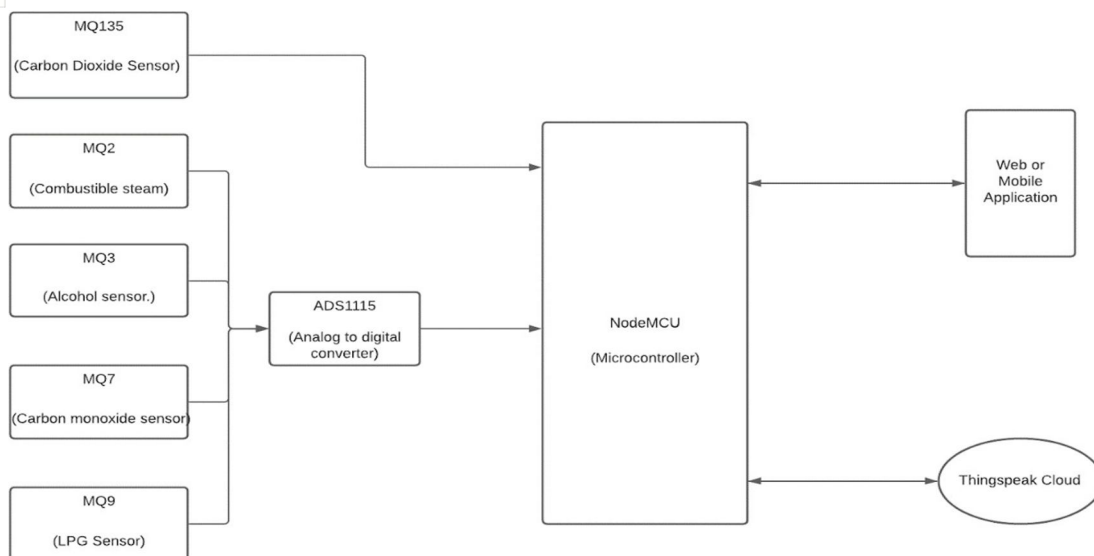 MQ135
(Carbon Dioxide Sensor)
MQ2
(Combustible steam)
MQ3
(Alcohol sensor.)
MQ7
(Carbon monoxide sensor)
MQ9
(LPG Sensor)
ADS1115
(Analog to digital
converter)
NodeMCU
(Microcontroller)
Web or
Mobile
Application
Thingspeak Cloud